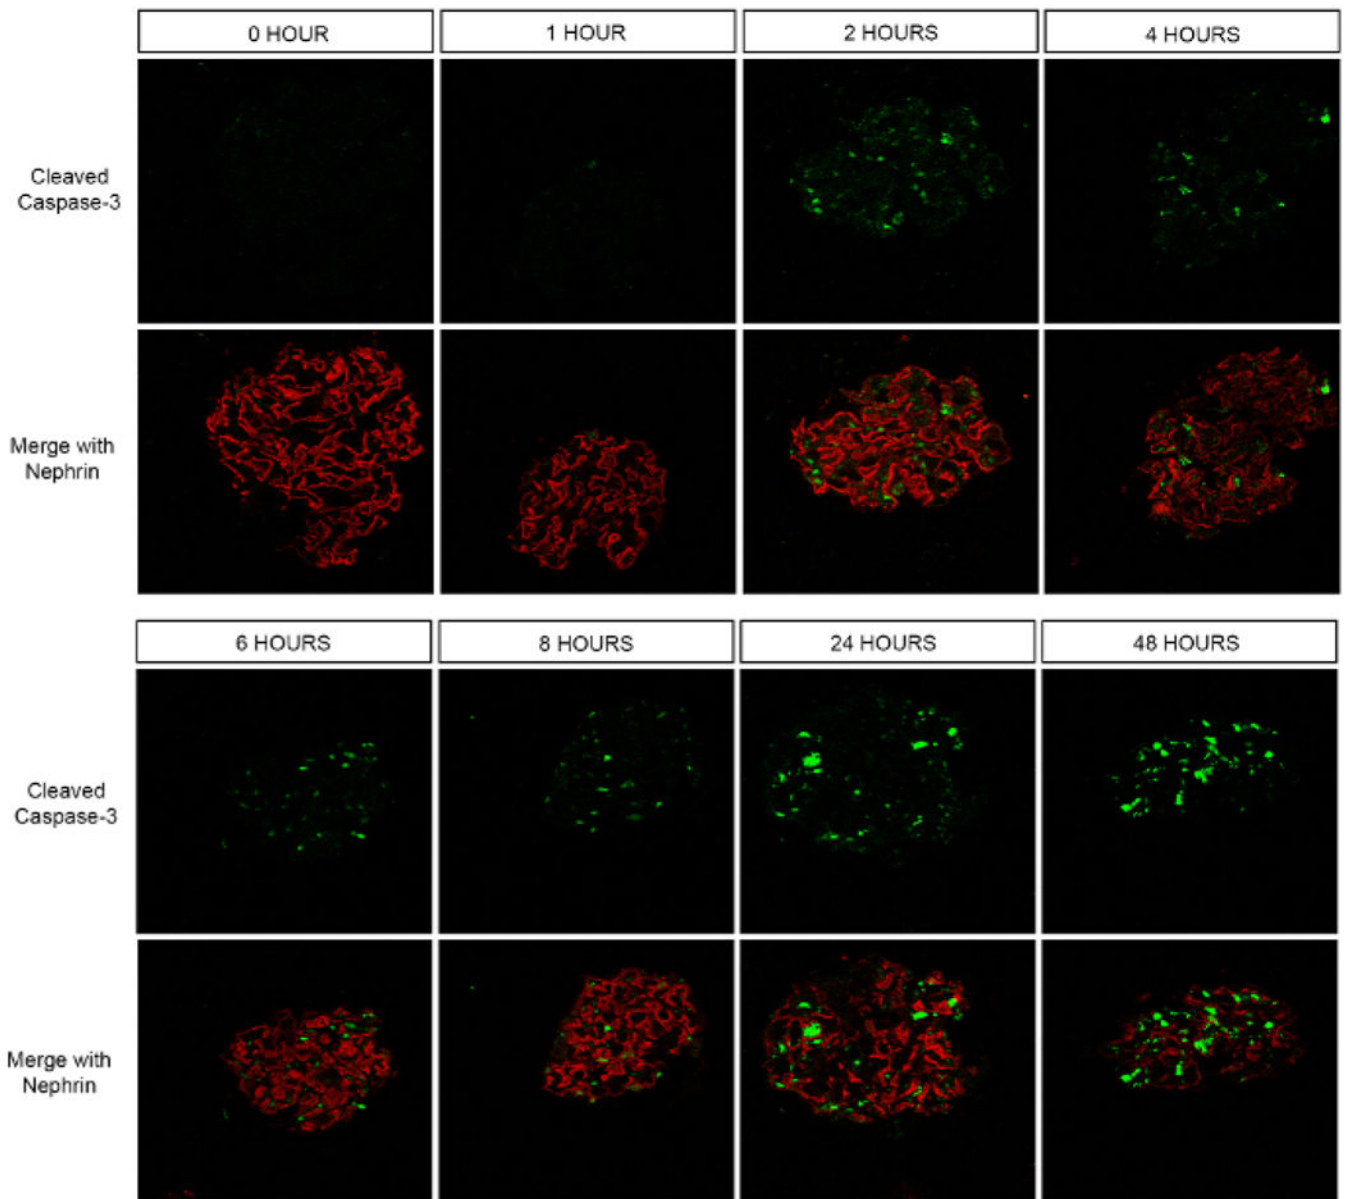 0 HOUR
1 HOUR
2 HOURS
4 HOURS
Cleaved
Caspase-3
Merge with
Nephrin
6 HOURS
8 HOURS
24 HOURS
48 HOURS
Cleaved
Caspase-3
Merge with
Nephrin